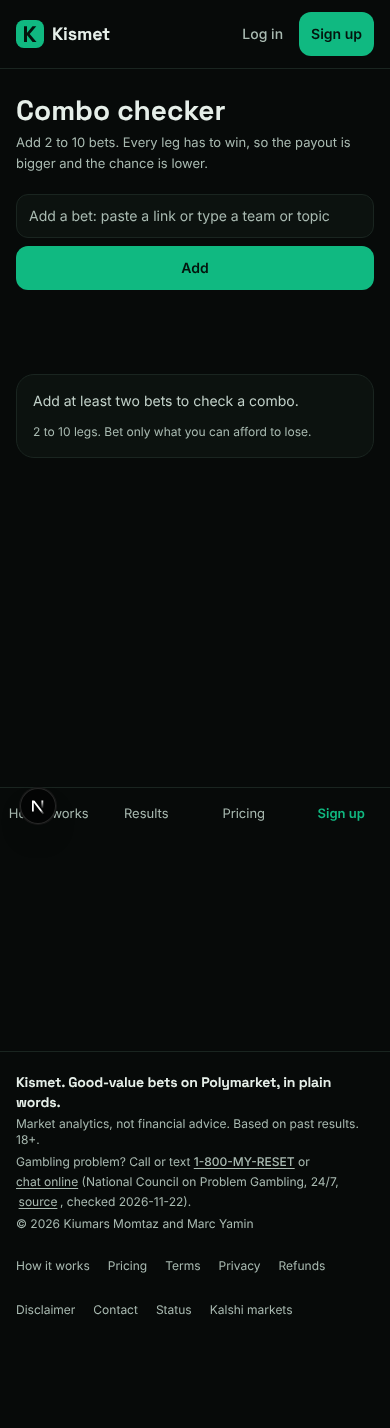 K Kismet Log in Sign up
Combo checker
Add 2 to 10 bets. Every leg has to win, so the payout is
bigger and the chance is lower.
Add a bet: paste a link or type a team or topic
Add
Add at least two bets to check a combo.
2 to 10 legs. Bet only what you can afford to lose.
N works Results Pricing Sign up
Kismet. Good-value bets on Polymarket, in plain
words.
Market analytics, not financial advice. Based on past results.
18+.
Gambling problem? Call or text 1-800-MY-RESET or
chat online (National Council on Problem Gambling, 24/7,
source , checked 2026-11-22).
© 2026 Kiumars Momtaz and Marc Yamin
How it works Pricing Terms Privacy Refunds
Disclaimer Contact Status Kalshi markets